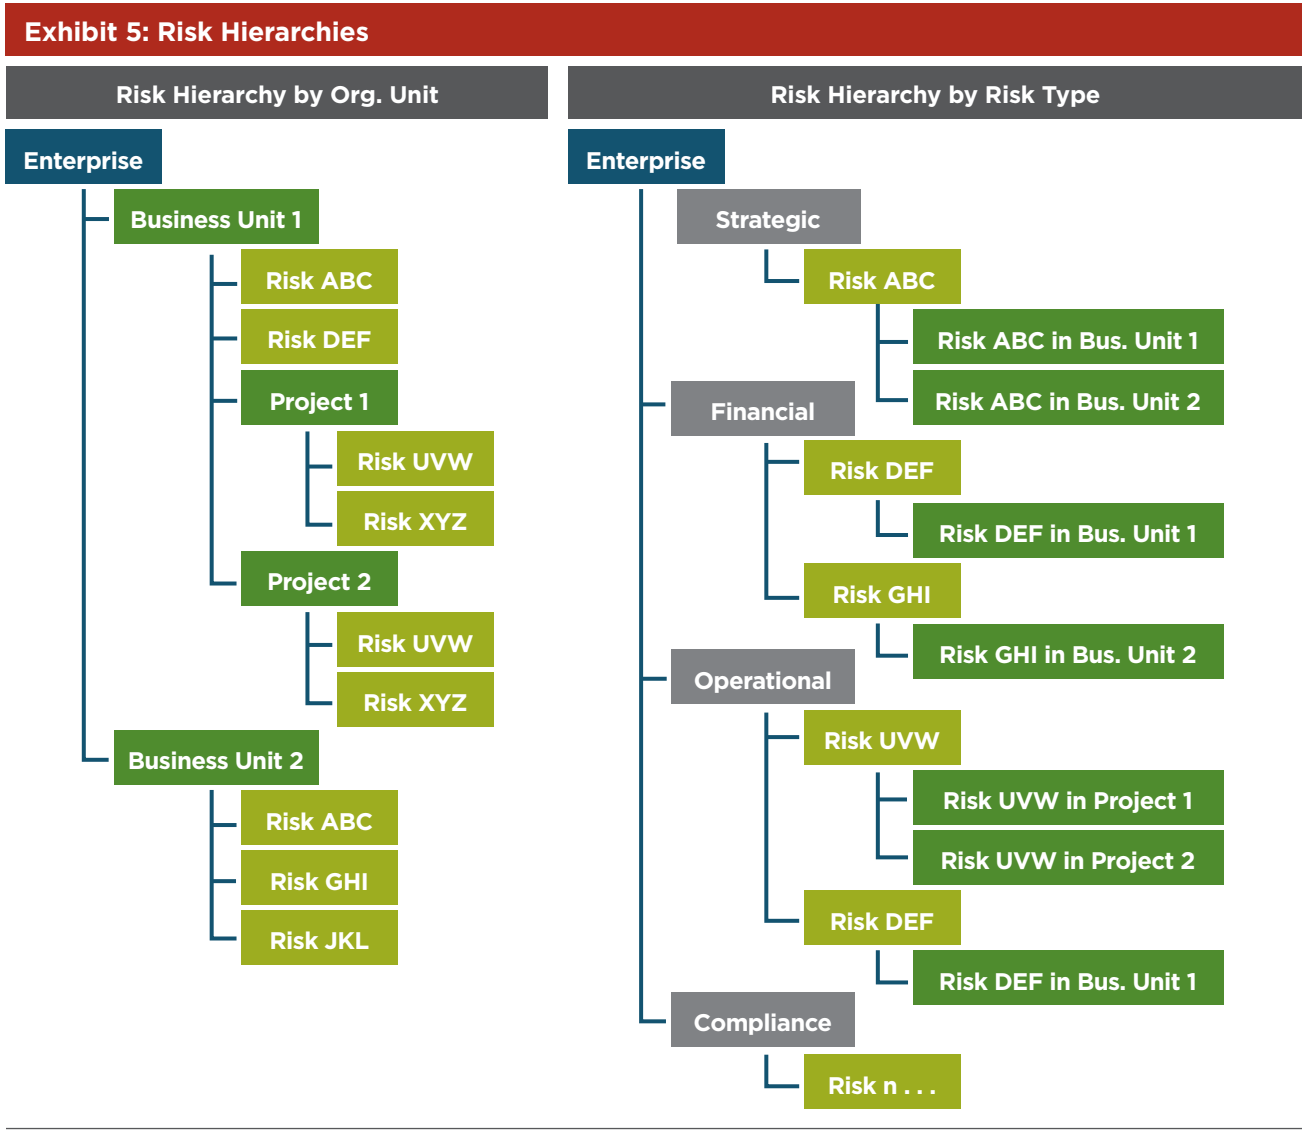 Exhibit 5: Risk Hierarchies
Risk Hierarchy by Org. Unit
Enterprise
Business Unit 1
Risk ABC
Risk DEF
Project 1
Risk UVW
Risk XYZ
Project 2
Risk UVW
Risk XYZ
Business Unit 2
Risk ABC
Risk GHI
Risk JKL
Risk Hierarchy by Risk Type
Enterprise
Strategic
Risk ABC
Risk ABC in Bus. Unit 1
Risk ABC in Bus. Unit 2
Financial
Risk DEF
Risk DEF in Bus. Unit 1
Risk GHI
Risk GHI in Bus. Unit 2
Operational
Risk UVW
Risk UVW in Project 1
Risk UVW in Project 2
Risk DEF
Risk DEF in Bus. Unit 1
Compliance
Risk n . . .